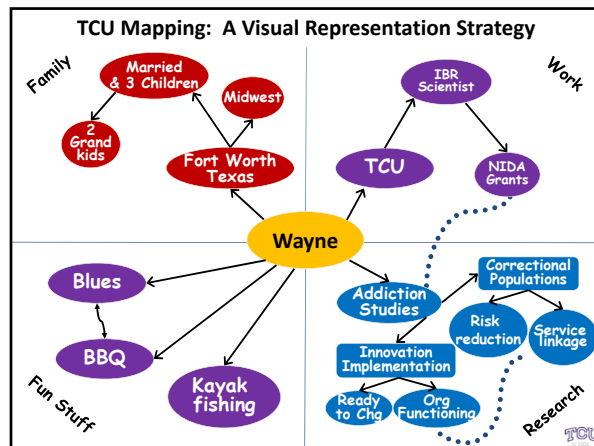 TCU Mapping: A Visual Representation Strategy
Family
Married
& 3 Children
Midwest
2
Grand
kids
Fort Worth
Texas
Work
IBR
Scientist
TCU
NIDA
Grants
Wayne
Blues
BBQ
Kayak
fishing
Fun Stuff
Addiction
Studies
Correctional
Populations
Risk
reduction
Service
linkage
Innovation
Implementation
Ready
to Chg
Org
Functioning
Research
TCU